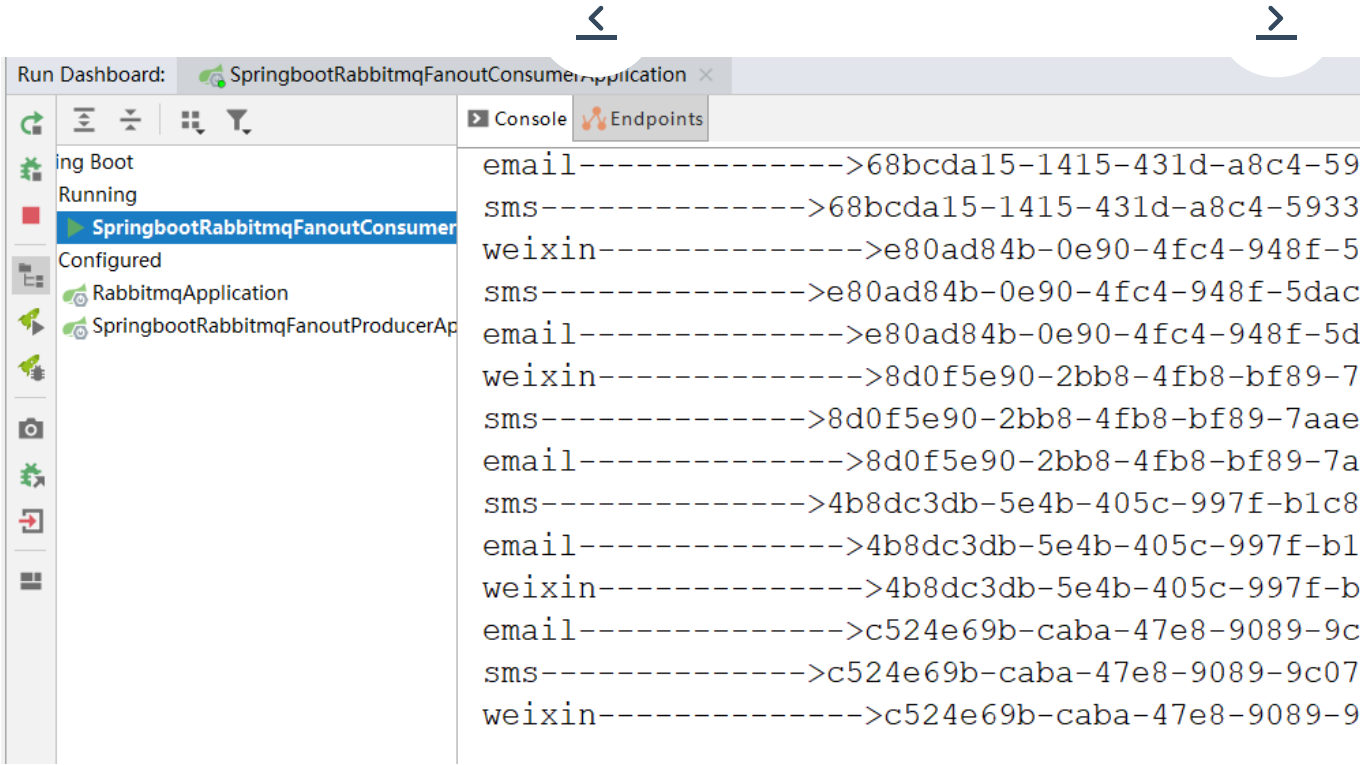 Run Dashboard: SpringbootRabbitmqFanoutConsumerApplication
Console Endpoints
ing Boot
Running
SpringbootRabbitmqFanoutConsumer
Configured
RabbitmqApplication
SpringbootRabbitmqFanoutProducerAp
email-------------->68bcda15-1415-431d-a8c4-59
sms-------------->68bcda15-1415-431d-a8c4-5933
weixin-------------->e80ad84b-0e90-4fc4-948f-5
sms-------------->e80ad84b-0e90-4fc4-948f-5dac
email-------------->e80ad84b-0e90-4fc4-948f-5d
weixin-------------->8d0f5e90-2bb8-4fb8-bf89-7
sms-------------->8d0f5e90-2bb8-4fb8-bf89-7aae
email-------------->8d0f5e90-2bb8-4fb8-bf89-7a
sms-------------->4b8dc3db-5e4b-405c-997f-b1c8
email-------------->4b8dc3db-5e4b-405c-997f-b1
weixin-------------->4b8dc3db-5e4b-405c-997f-b
email-------------->c524e69b-caba-47e8-9089-9c
sms-------------->c524e69b-caba-47e8-9089-9c07
weixin-------------->c524e69b-caba-47e8-9089-9